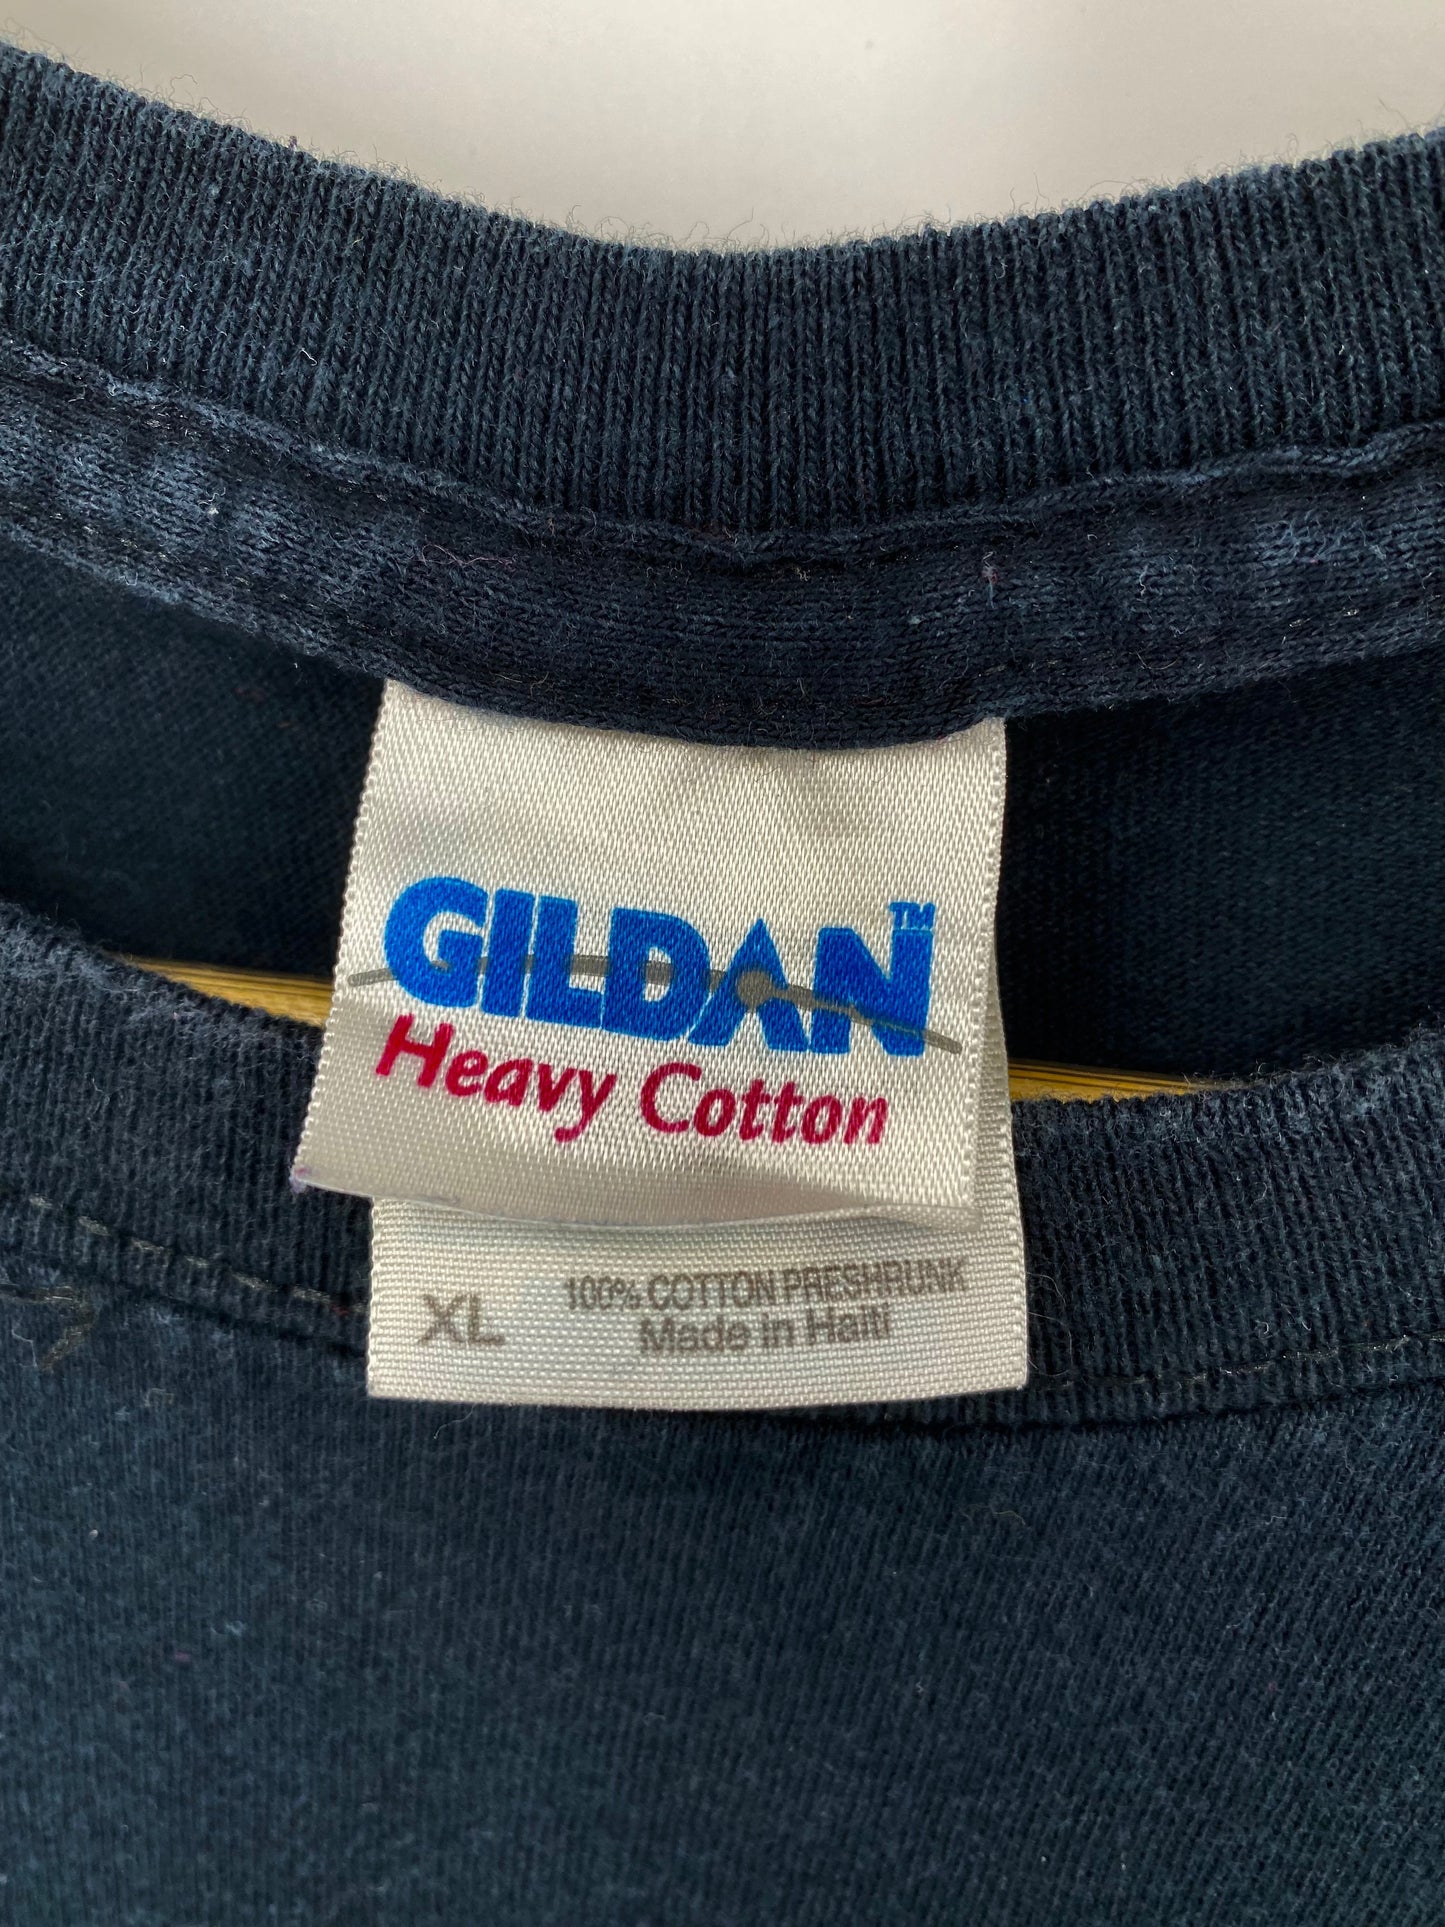 GILDAN™
Heavy Cotton
XL 100% COTTON PRESHRUNK
Made in Haiti